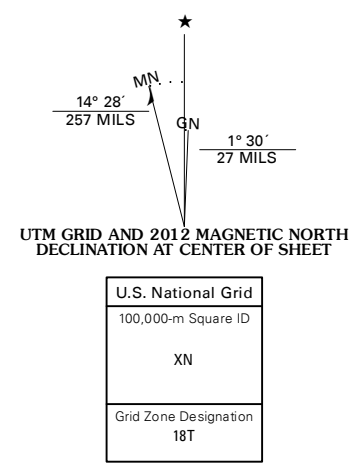 ★
MN
14° 28´
257 MILS
GN
1° 30´
27 MILS
UTM GRID AND 2012 MAGNETIC NORTH
DECLINATION AT CENTER OF SHEET
U.S. National Grid
100,000-m Square ID
XN
Grid Zone Designation
18T